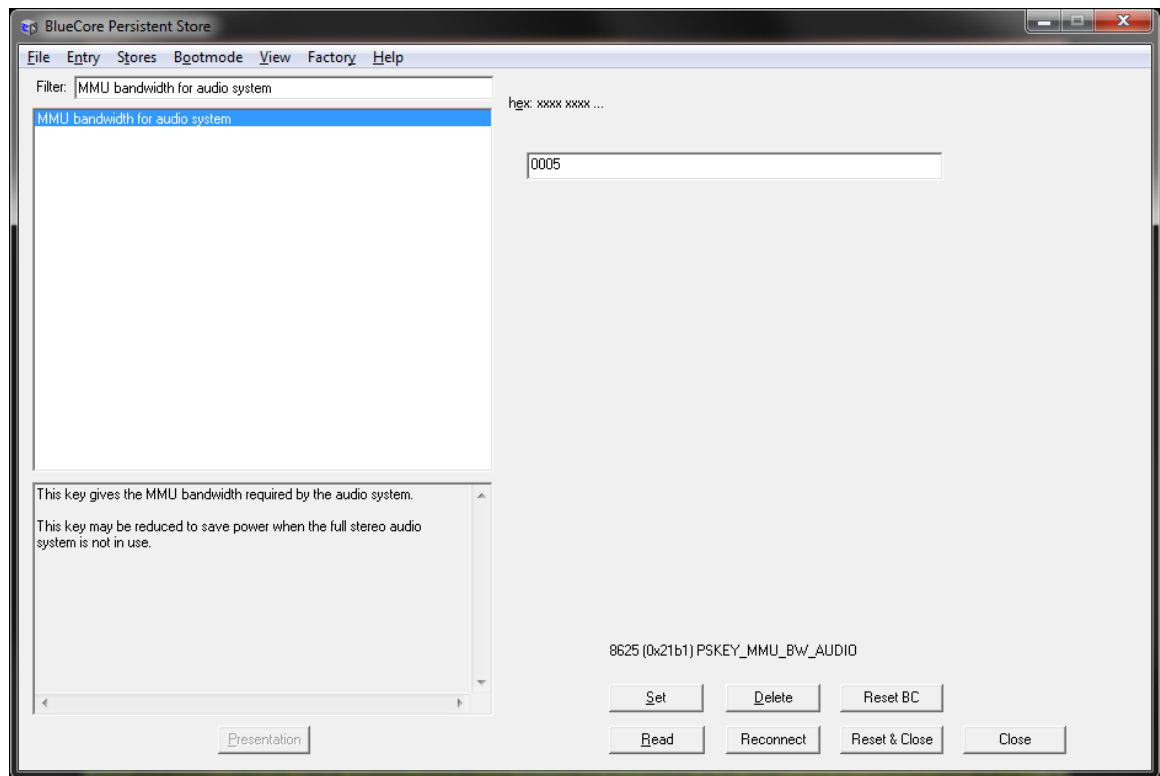 BlueCore Persistent Store
File Entry Stores Bootmode View Factory Help
Filter: MMU bandwidth for audio system
MMU bandwidth for audio system
hex: xxxx xxxx ...
0005
This key gives the MMU bandwidth required by the audio system.
This key may be reduced to save power when the full stereo audio
system is not in use.
8625 (0x21b1) PSKEY_MMU_BW_AUDIO
Set Delete Reset BC
Presentation Read Reconnect Reset & Close Close